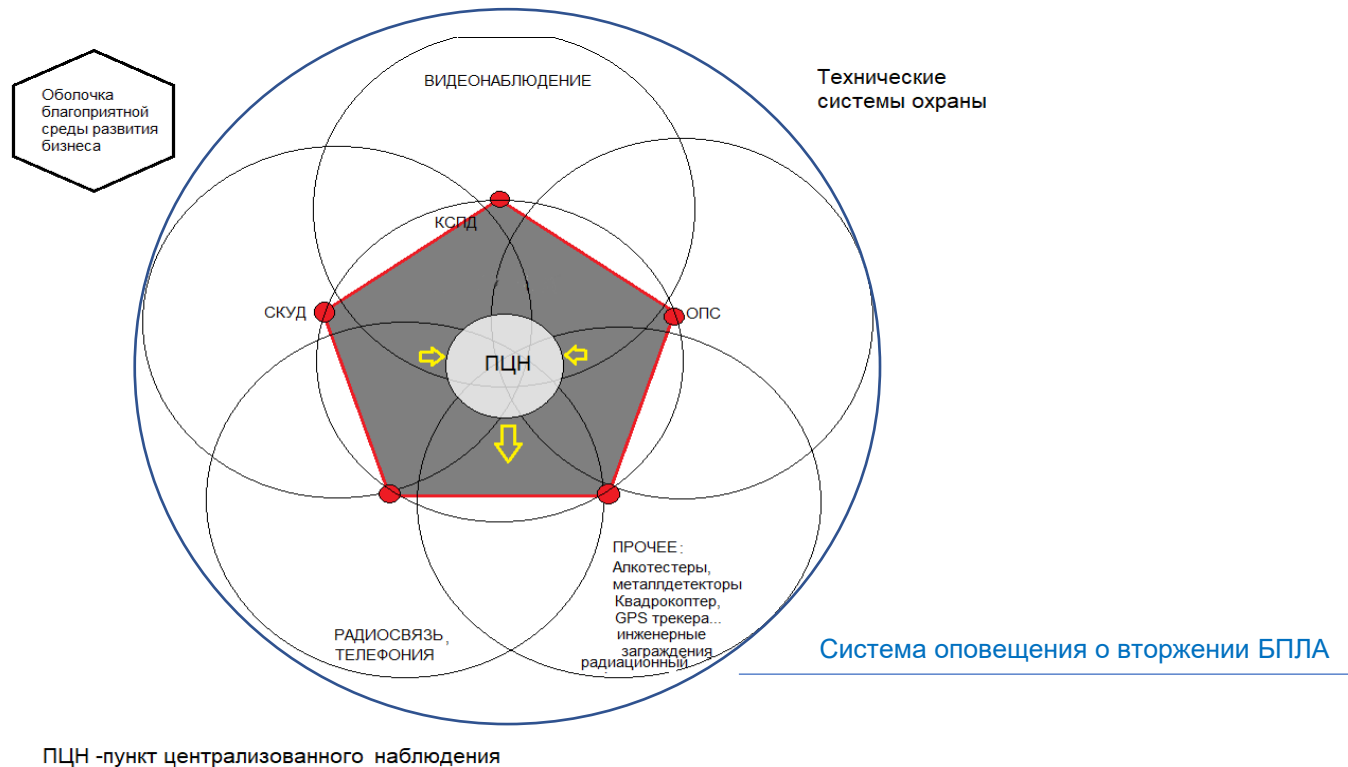 Оболочка
благоприятной
среды развития
бизнеса
ВИДЕОНАБЛЮДЕНИЕ
Технические
системы охраны
КСПД
СКУД
ОПС
ПЦН
ПРОЧЕЕ:
Алкотестеры,
металлдетекторы
Квадрокоптер,
GPS трекера...
инженерные
заграждения
радиационный
РАДИОСВЯЗЬ,
ТЕЛЕФОНИЯ
Система оповещения о вторжении БПЛА
ПЦН -пункт централизованного наблюдения